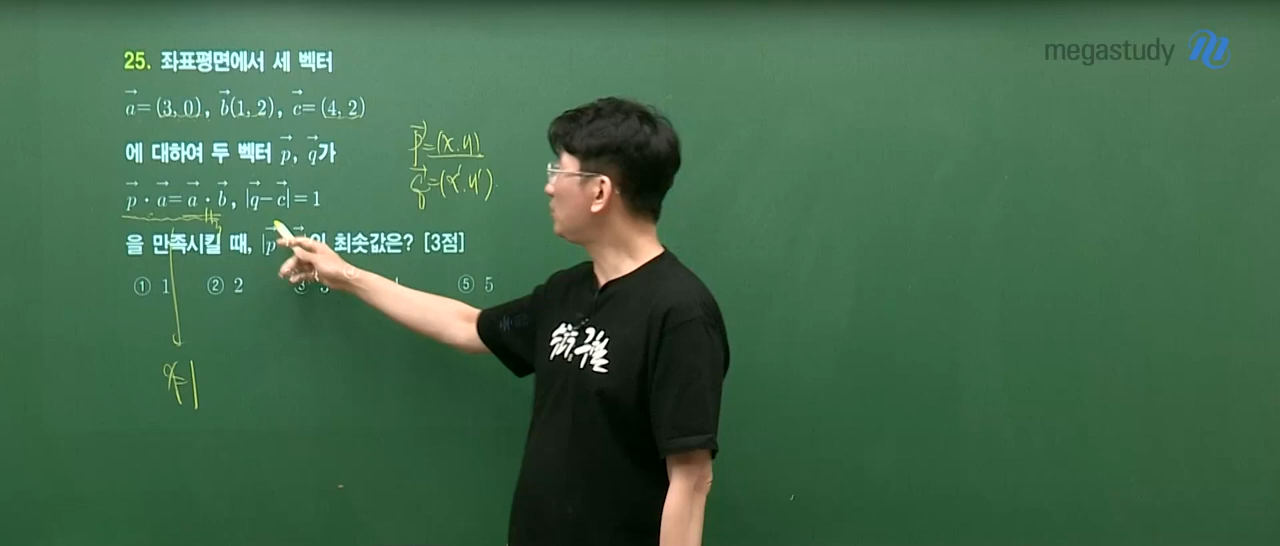 megastudy
25. 좌표평면에서 세 벡터
a→=(3, 0), b→(1, 2), c→=(4, 2)
에 대하여 두 벡터 p→, q→가
p→ · a→ = a→ · b→, |q→ − c→| = 1
을 만족시킬 때, |p→ 최솟값은? [3점]
① 1 ② 2 ③ ⑤ 5
p→=(x, y)
q→=(x', y').
x=1